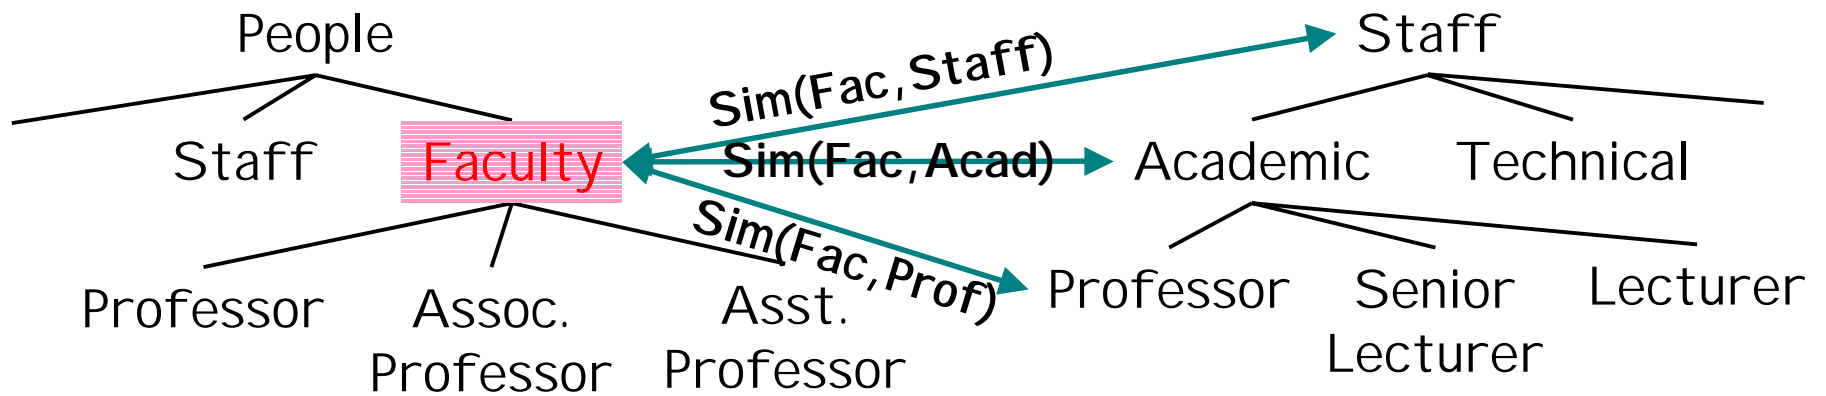 People
Staff
Sim(Fac,Staff)
Staff
Faculty
Sim(Fac,Acad)
Academic
Technical
Sim(Fac,Prof)
Professor
Assoc.
Professor
Asst.
Professor
Professor
Senior
Lecturer
Lecturer